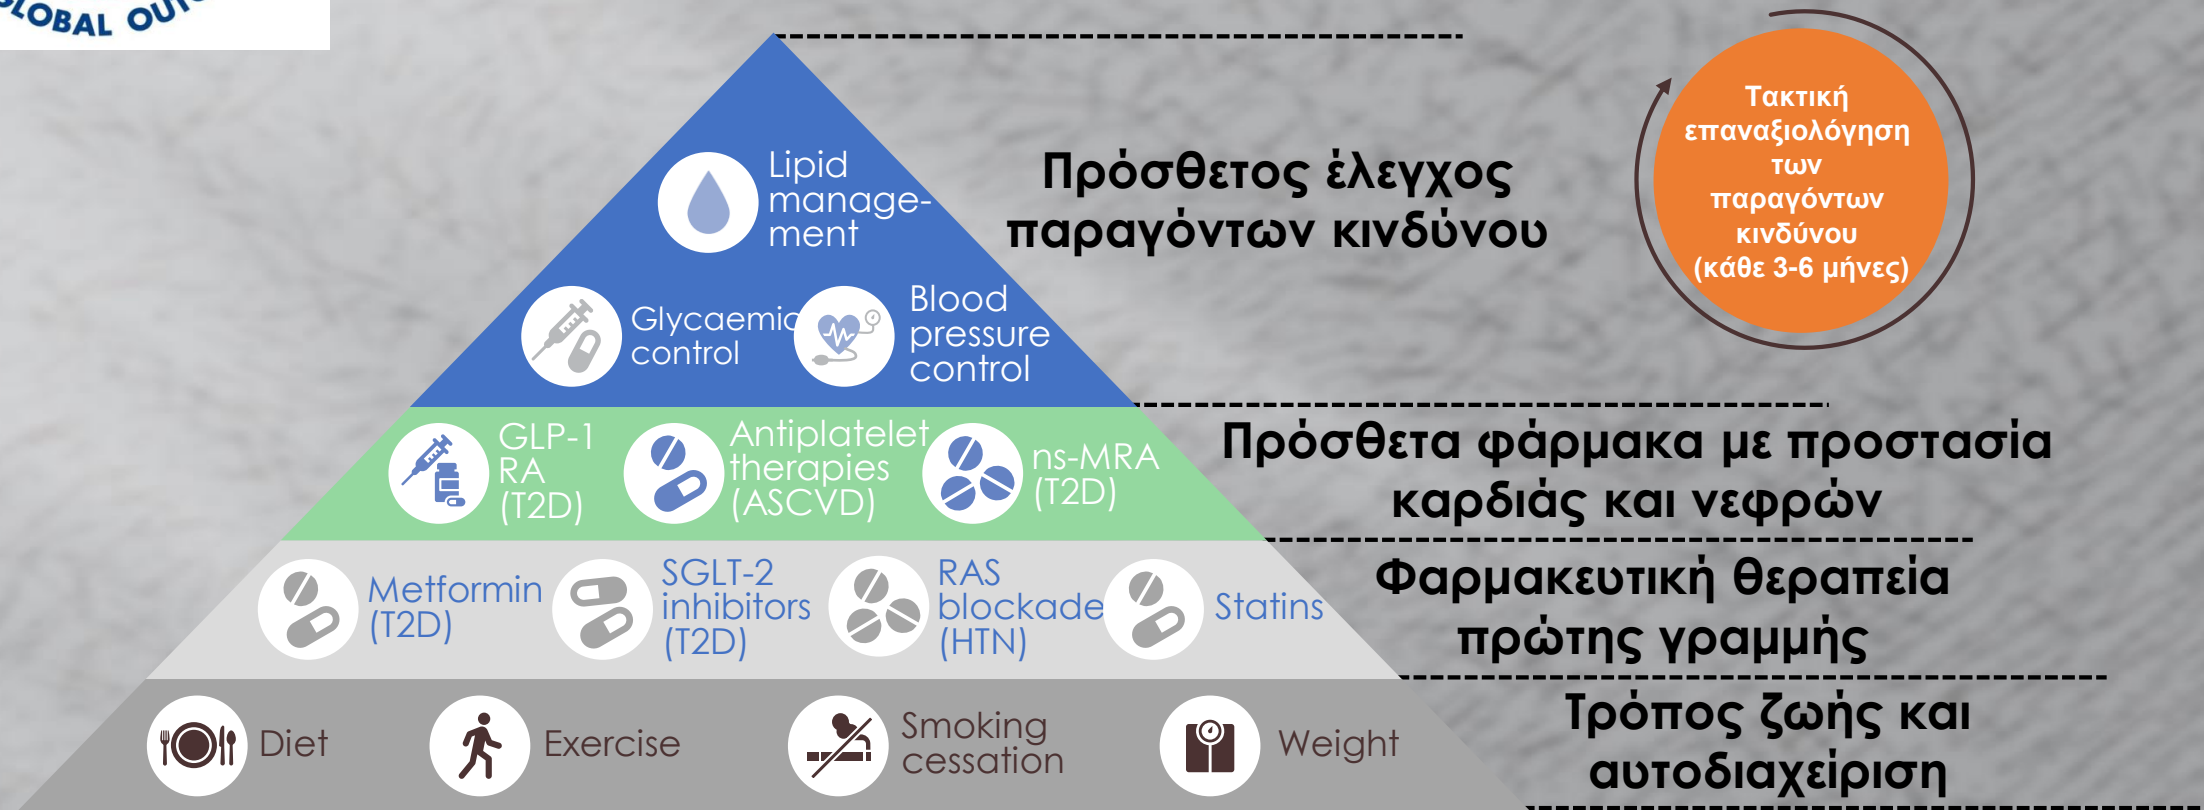 GLOBAL
Lipid
manage-
ment
Πρόσθετος έλεγχος
παραγόντων κινδύνου
Τακτική
επαναξιολόγηση
των
παραγόντων
κινδύνου
(κάθε 3-6 μήνες)
Glycaemic
control
Blood
pressure
control
GLP-1
RA
(T2D)
Antiplatelet
therapies
(ASCVD)
ns-MRA
(T2D)
Πρόσθετα φάρμακα με προστασία
καρδιάς και νεφρών
Metformin
(T2D)
SGLT-2
inhibitors
(T2D)
RAS
blockade
(HTN)
Statins
Φαρμακευτική θεραπεία
πρώτης γραμμής
Diet
Exercise
Smoking
cessation
Weight
Τρόπος ζωής και
αυτοδιαχείριση